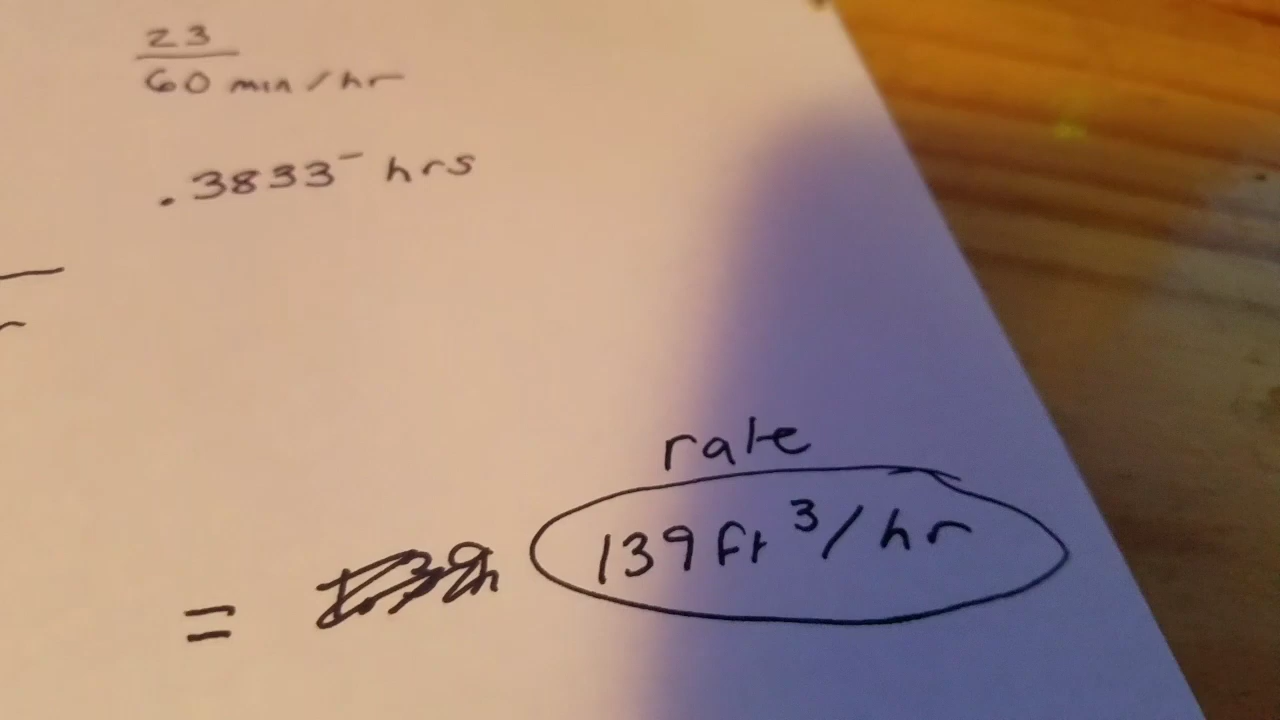 23
60 min/hr
.3833‾ hrs
rate
= 139 ft³/hr